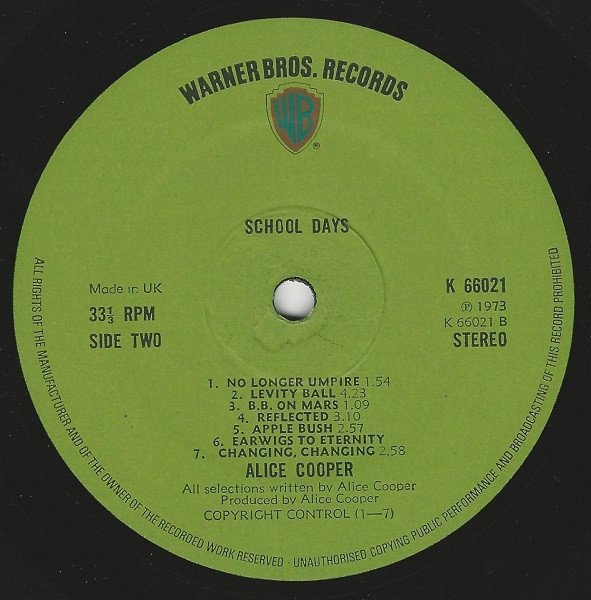 WARNER BROS. RECORDS
WB
®
SCHOOL DAYS
Made in UK
33⅓ RPM
SIDE TWO
K 66021
℗ 1973
K 66021 B
STEREO
1. NO LONGER UMPIRE 1.54
2. LEVITY BALL 4.23
3. B.B. ON MARS 1.09
4. REFLECTED 3.10
5. APPLE BUSH 2.57
6. EARWIGS TO ETERNITY
7. CHANGING, CHANGING 2.58
ALICE COOPER
All selections written by Alice Cooper
Produced by Alice Cooper
COPYRIGHT CONTROL (1—7)
ALL RIGHTS OF THE MANUFACTURER AND OF THE OWNER OF THE RECORDED WORK RESERVED · UNAUTHORISED COPYING PUBLIC PERFORMANCE AND BROADCASTING OF THIS RECORD PROHIBITED